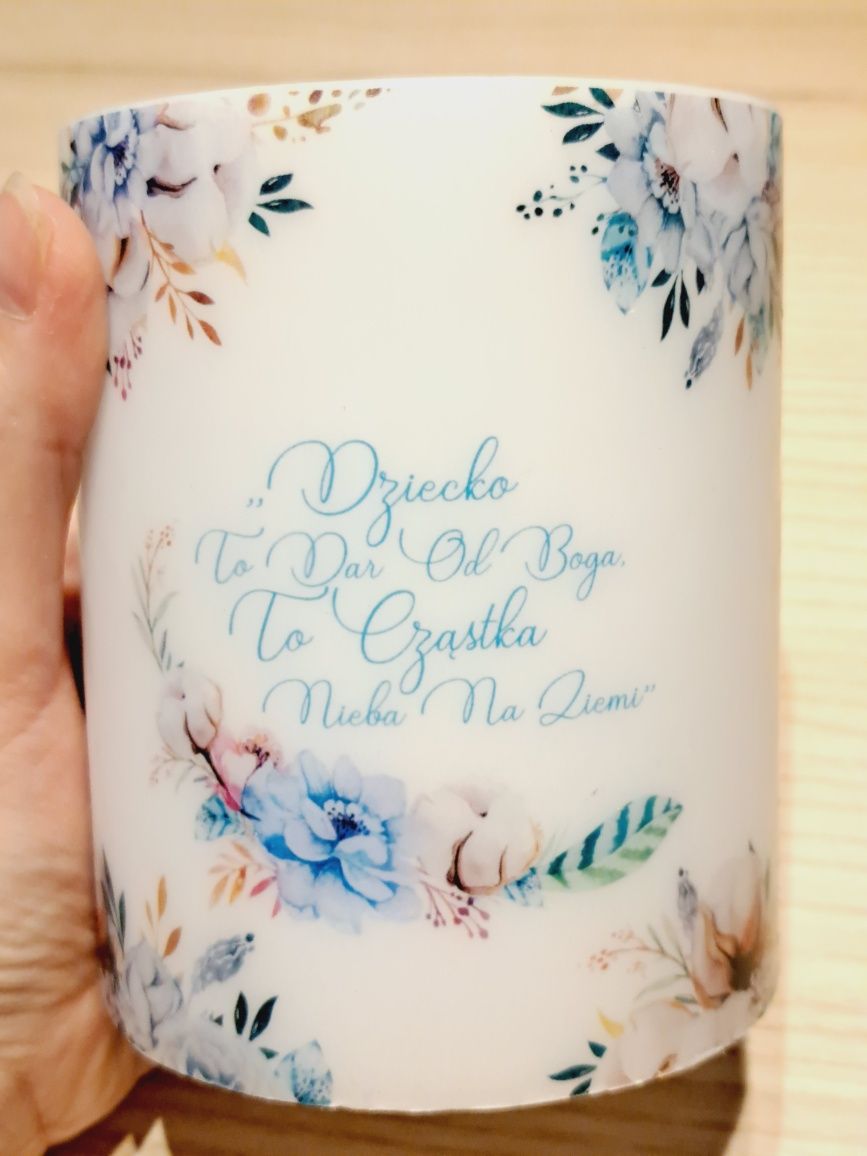 „Dziecko
To Dar Od Boga,
To Cząstka
Nieba Na Ziemi”